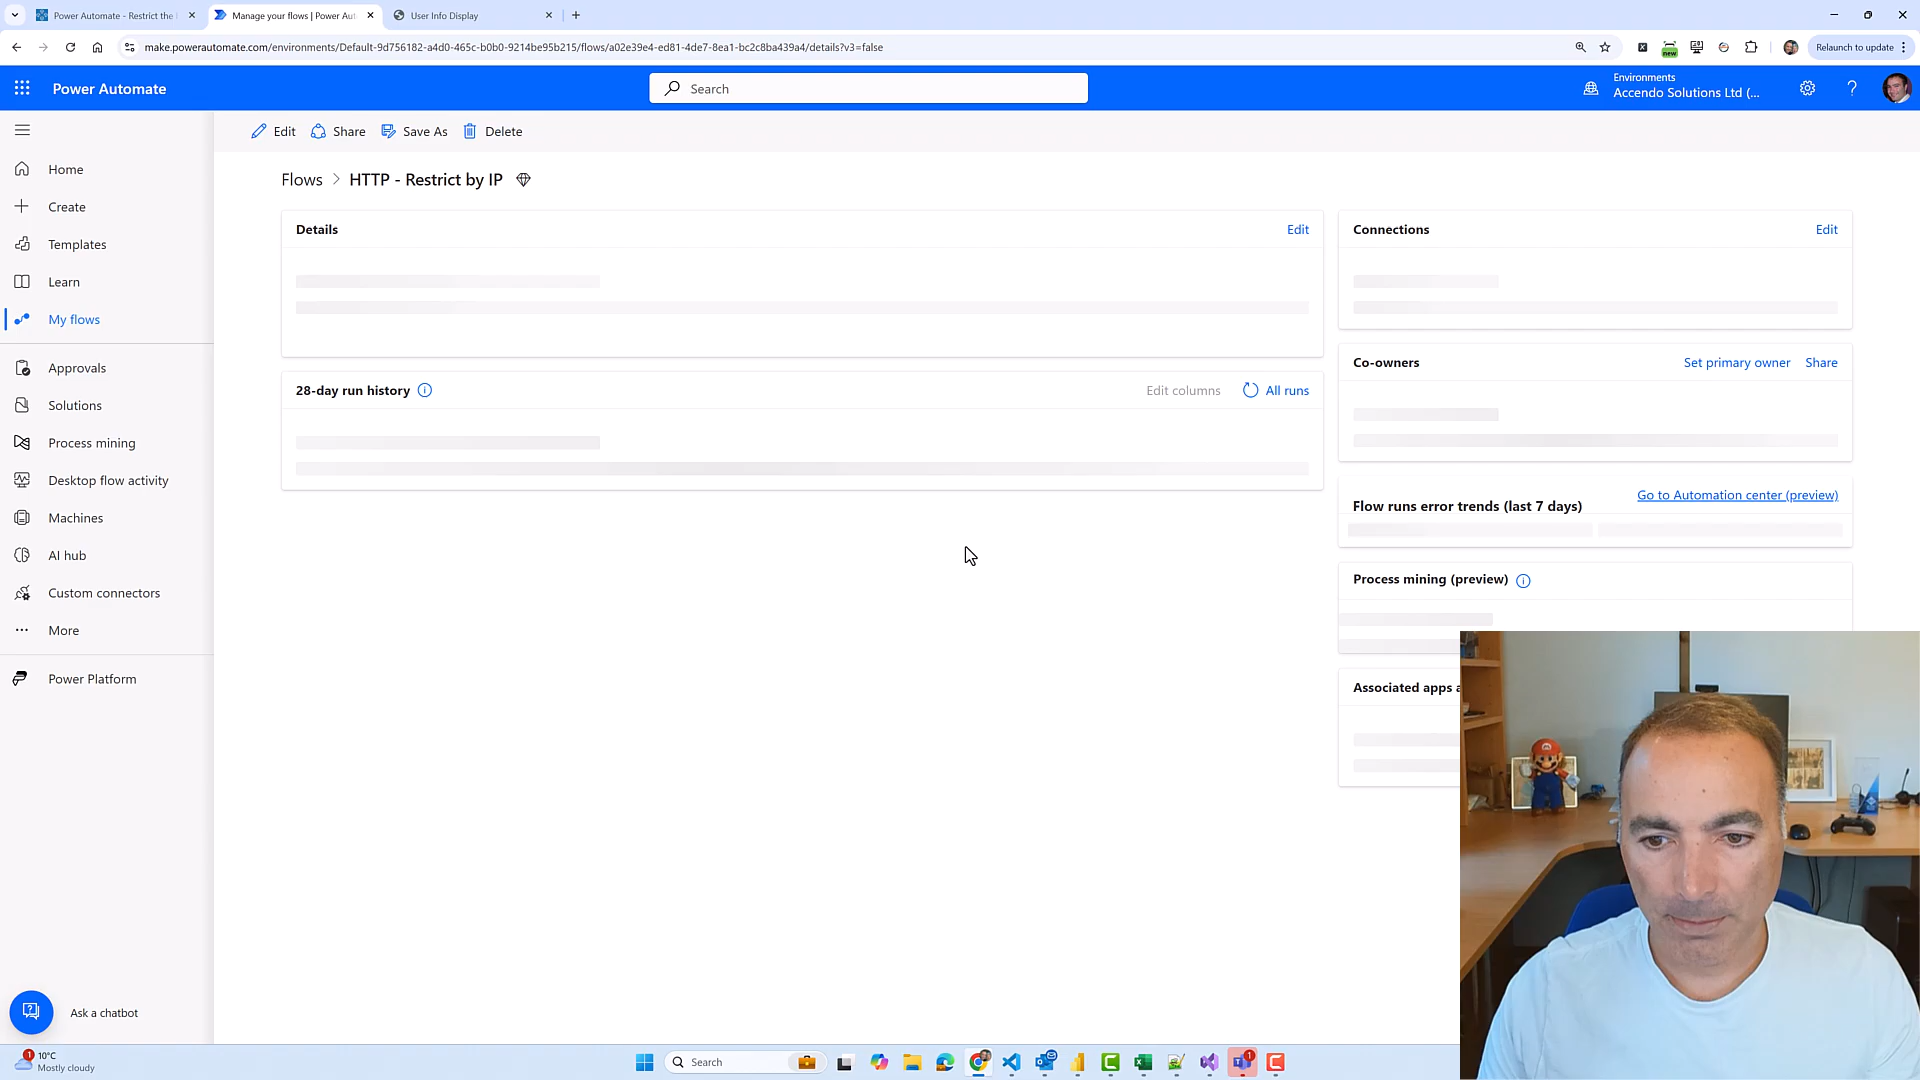 Power Automate - Restrict the
Manage your flows | Power Aut
User Info Display
make.powerautomate.com/environments/Default-9d756182-a4d0-465c-b0b0-9214be95b215/flows/a02e39e4-ed81-4de7-8ea1-bc2c8ba439a4/details?v3=false
new
Relaunch to update
Power Automate
Search
Environments
Accendo Solutions Ltd (...
Edit
Share
Save As
Delete
Home
Create
Templates
Learn
My flows
Approvals
Solutions
Process mining
Desktop flow activity
Machines
AI hub
Custom connectors
More
Power Platform
Ask a chatbot
Flows > HTTP - Restrict by IP
Details
Edit
28-day run history
Edit columns
All runs
Connections
Edit
Co-owners
Set primary owner
Share
Flow runs error trends (last 7 days)
Go to Automation center (preview)
Process mining (preview)
Associated apps
1
10°C
Mostly cloudy
Search
1